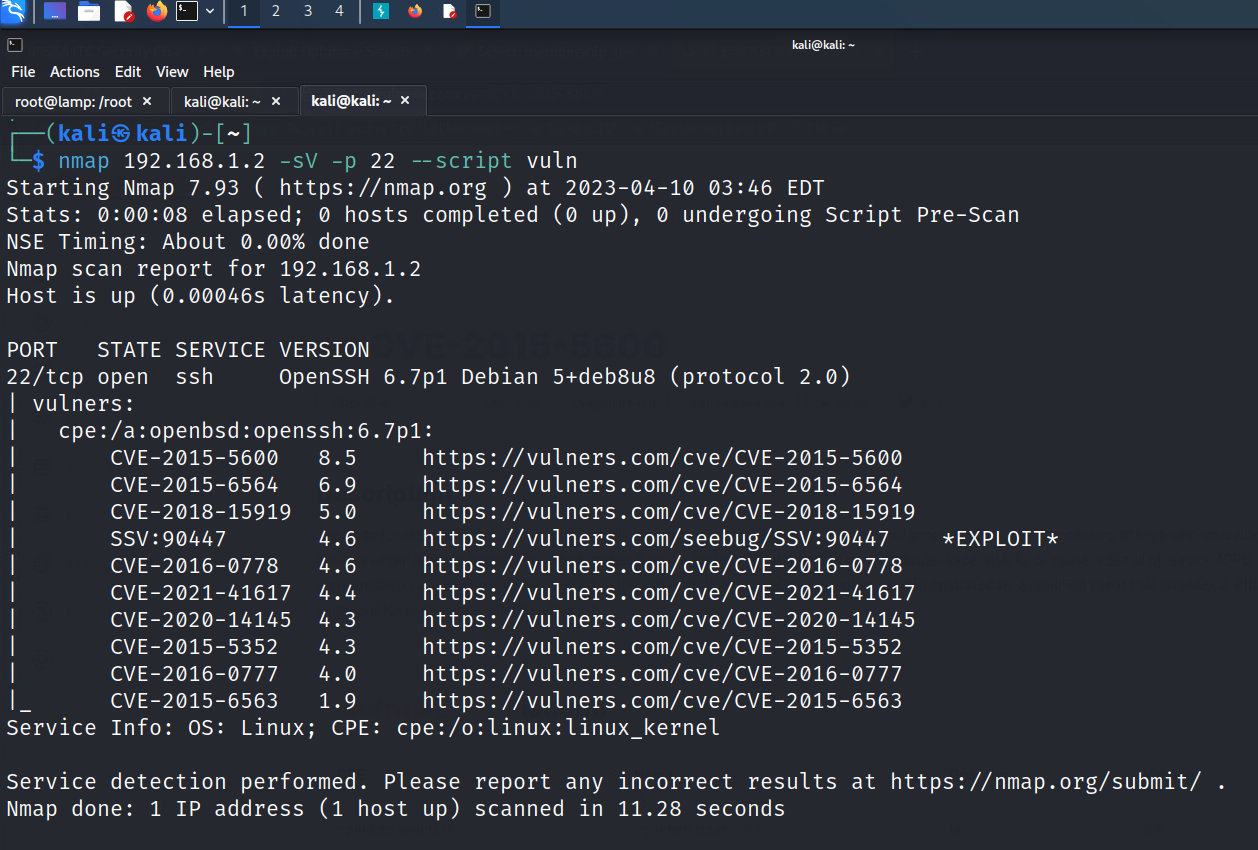 1 2 3 4
kali@kali: ~
File Actions Edit View Help
root@lamp: /root × kali@kali: ~ × kali@kali: ~ ×
┌──(kali㉿kali)-[~]
└─$ nmap 192.168.1.2 -sV -p 22 --script vuln
Starting Nmap 7.93 ( https://nmap.org ) at 2023-04-10 03:46 EDT
Stats: 0:00:08 elapsed; 0 hosts completed (0 up), 0 undergoing Script Pre-Scan
NSE Timing: About 0.00% done
Nmap scan report for 192.168.1.2
Host is up (0.00046s latency).
PORT   STATE SERVICE VERSION
22/tcp open  ssh     OpenSSH 6.7p1 Debian 5+deb8u8 (protocol 2.0)
| vulners:
|   cpe:/a:openbsd:openssh:6.7p1:
|       CVE-2015-5600   8.5     https://vulners.com/cve/CVE-2015-5600
|       CVE-2015-6564   6.9     https://vulners.com/cve/CVE-2015-6564
|       CVE-2018-15919  5.0     https://vulners.com/cve/CVE-2018-15919
|       SSV:90447       4.6     https://vulners.com/seebug/SSV:90447    *EXPLOIT*
|       CVE-2016-0778   4.6     https://vulners.com/cve/CVE-2016-0778
|       CVE-2021-41617  4.4     https://vulners.com/cve/CVE-2021-41617
|       CVE-2020-14145  4.3     https://vulners.com/cve/CVE-2020-14145
|       CVE-2015-5352   4.3     https://vulners.com/cve/CVE-2015-5352
|       CVE-2016-0777   4.0     https://vulners.com/cve/CVE-2016-0777
|_      CVE-2015-6563   1.9     https://vulners.com/cve/CVE-2015-6563
Service Info: OS: Linux; CPE: cpe:/o:linux:linux_kernel
Service detection performed. Please report any incorrect results at https://nmap.org/submit/ .
Nmap done: 1 IP address (1 host up) scanned in 11.28 seconds